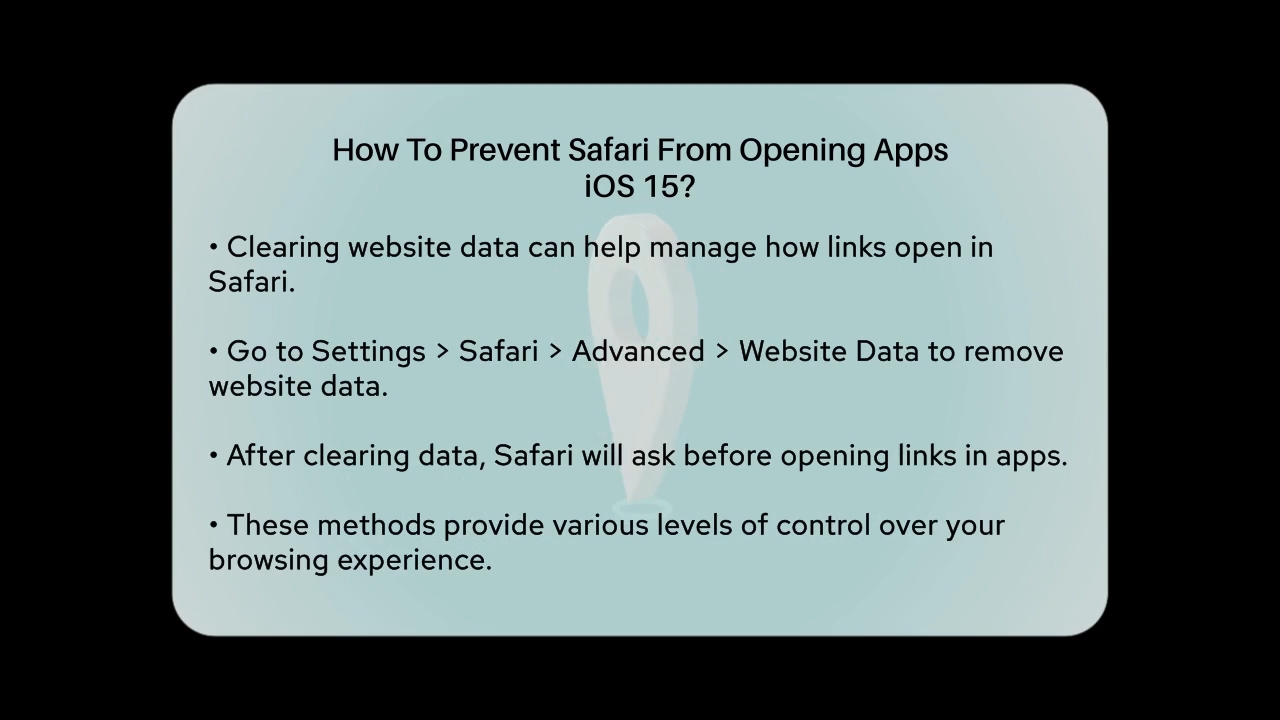 How To Prevent Safari From Opening Apps
iOS 15?
• Clearing website data can help manage how links open in
Safari.
• Go to Settings > Safari > Advanced > Website Data to remove
website data.
• After clearing data, Safari will ask before opening links in apps.
• These methods provide various levels of control over your
browsing experience.